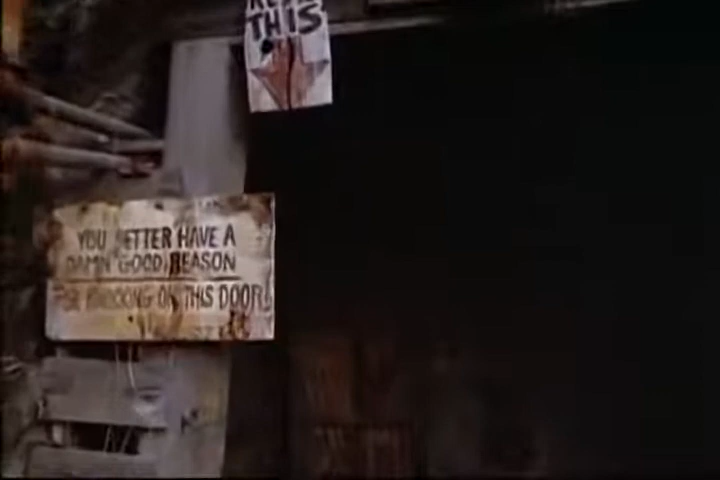 THIS
YOU BETTER HAVE A
DAMN GOOD REASON
FOR KNOCKING ON THIS DOOR!